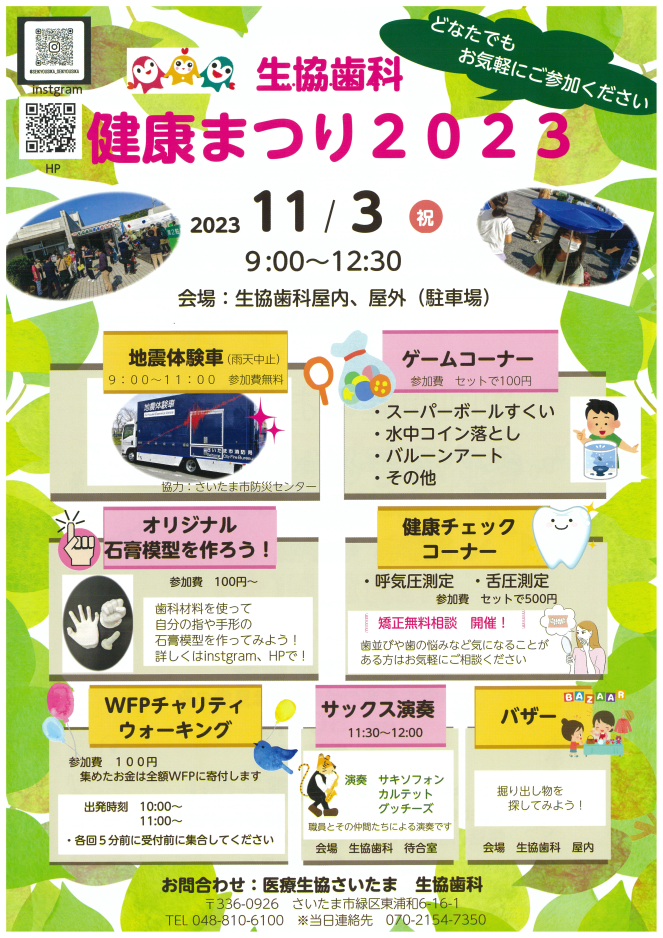 どなたでも
お気軽にご参加ください
instgram
HP
生協歯科
健康まつり２０２３
2023 11 / 3 祝
9:00～12:30
会場：生協歯科屋内、屋外（駐車場）
地震体験車 (雨天中止)
９：００～１１：００ 参加費無料
地震体験車
協力：さいたま市防災センター
ゲームコーナー
参加費 セットで100円
・スーパーボールすくい
・水中コイン落とし
・バルーンアート
・その他
オリジナル
石膏模型を作ろう！
参加費 100円～
歯科材料を使って
自分の指や手形の
石膏模型を作ってみよう！
詳しくはinstgram、HPで！
健康チェック
コーナー
・呼気圧測定 ・舌圧測定
参加費 セットで500円
矯正無料相談 開催！
歯並びや歯の悩みなど気になることが
ある方はお気軽にご相談ください
WFPチャリティ
ウォーキング
参加費 １００円
集めたお金は全額WFPに寄付します
出発時刻 10:00～
11:00～
・各回５分前に受付前に集合してください
サックス演奏
11:30～12:00
演奏 サキソフォン
カルテット
グッチーズ
職員とその仲間たちによる演奏です
会場 生協歯科 待合室
BAZAAR
バザー
掘り出し物を
探してみよう！
会場 生協歯科 屋内
お問合わせ：医療生協さいたま 生協歯科
〒336-0926 さいたま市緑区東浦和6-16-1
TEL 048-810-6100 ※当日連絡先 070-2154-7350